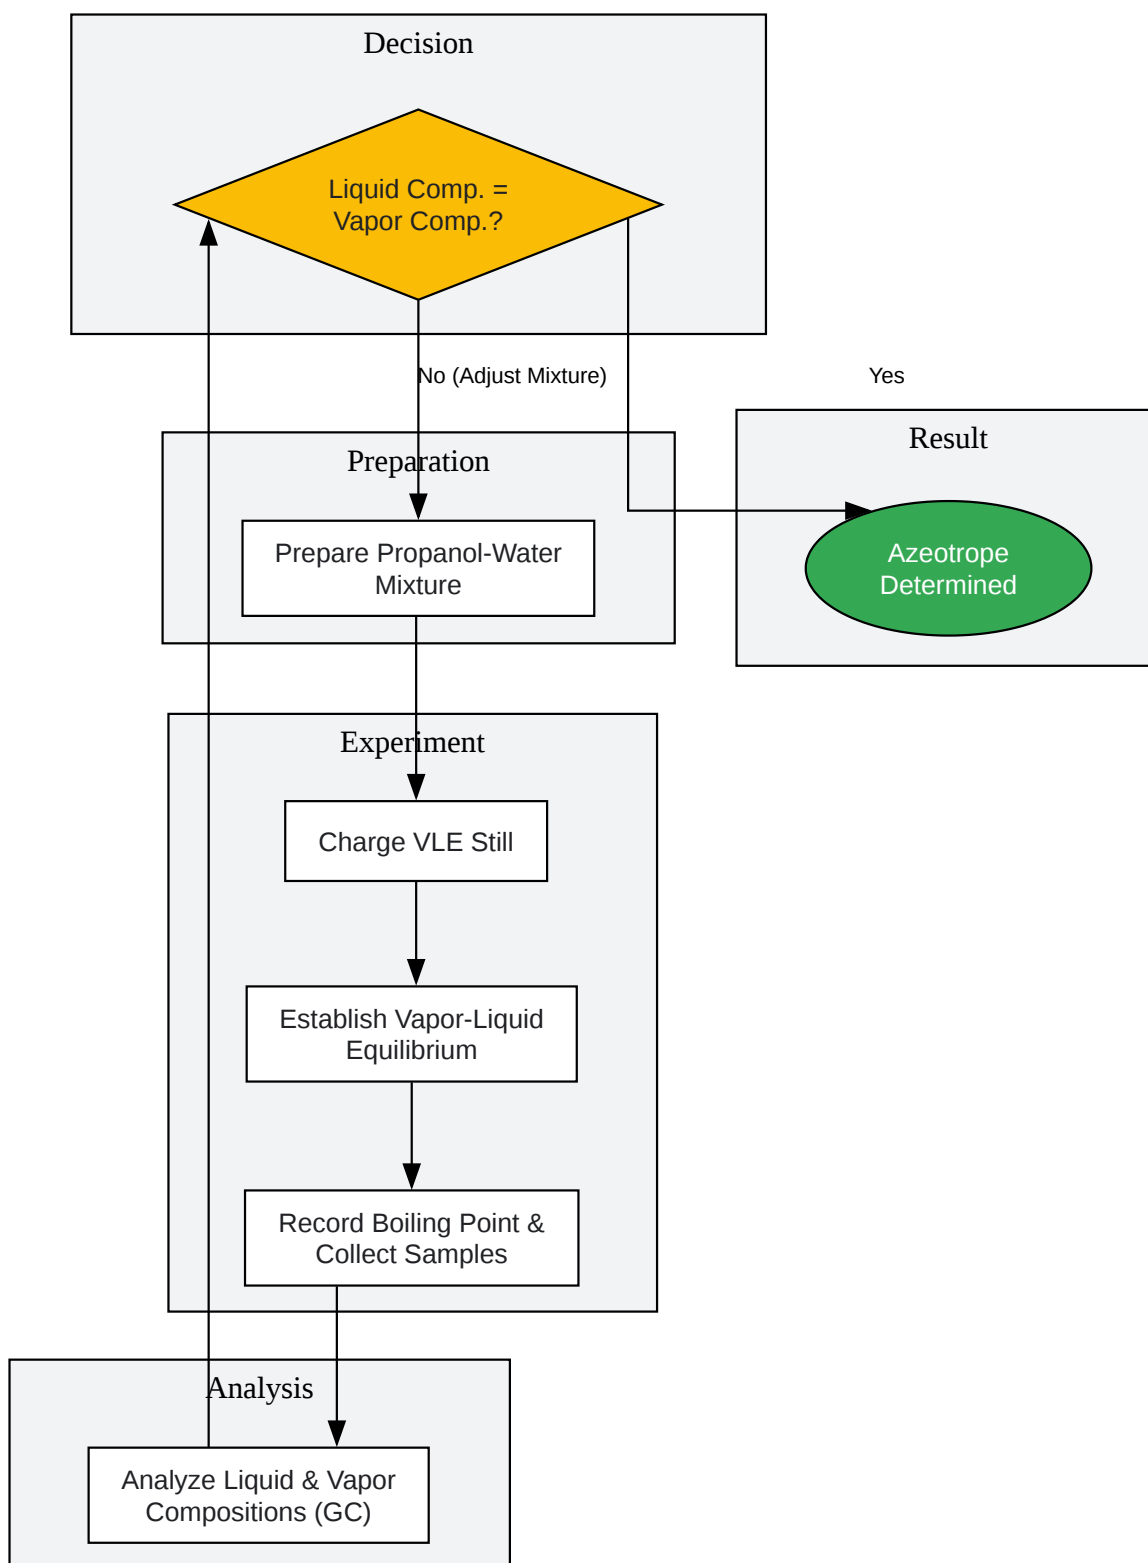 Decision
Liquid Comp. =
Vapor Comp.?
No (Adjust Mixture)
Yes
Result
Preparation
Azeotrope
Determined
Prepare Propanol-Water
Mixture
Experiment
Charge VLE Still
Establish Vapor-Liquid
Equilibrium
Record Boiling Point &
Collect Samples
Analysis
Analyze Liquid & Vapor
Compositions (GC)